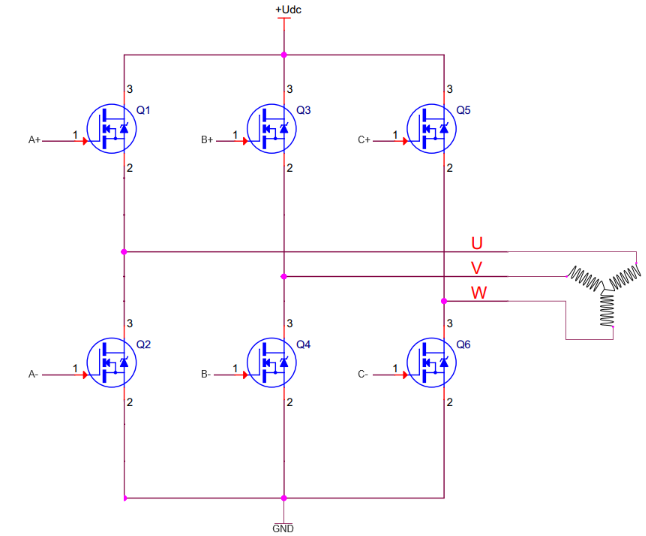 +Udc
3 3 3
Q1 Q3 Q5
A+ 1 B+ 1 C+ 1
2 2 2
U
V
W
3 3 3
Q2 Q4 Q6
A- 1 B- 1 C- 1
2 2 2
GND